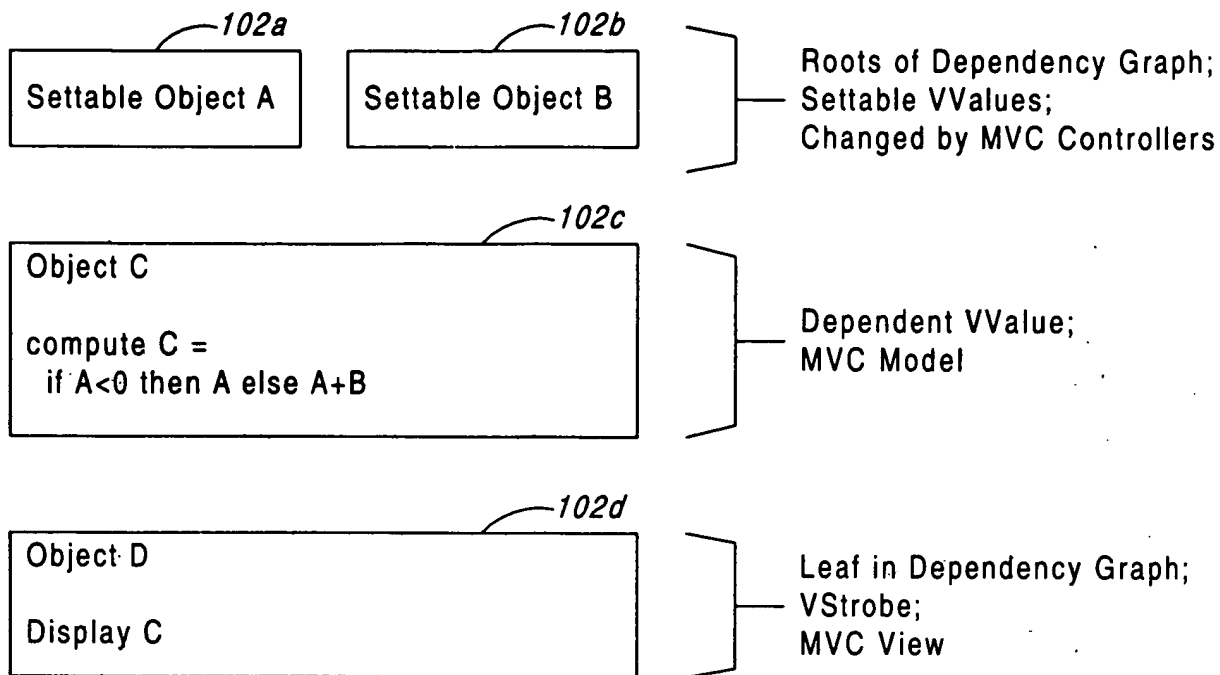 102a
102b
Settable Object A
Settable Object B
Roots of Dependency Graph;
Settable VValues;
Changed by MVC Controllers
102c
Object C
compute C =
if A<0 then A else A+B
Dependent VValue;
MVC Model
102d
Object D
Display C
Leaf in Dependency Graph;
VStrobe;
MVC View